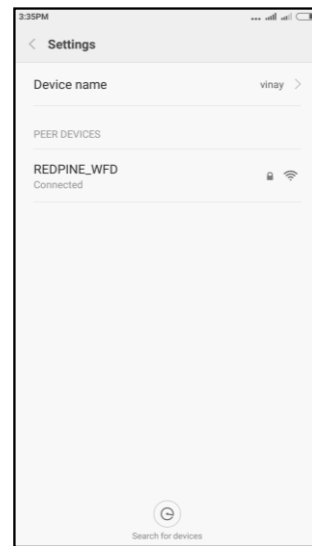 3:35PM
Settings
Device name vinay
PEER DEVICES
REDPINE_WFD
Connected
Search for devices